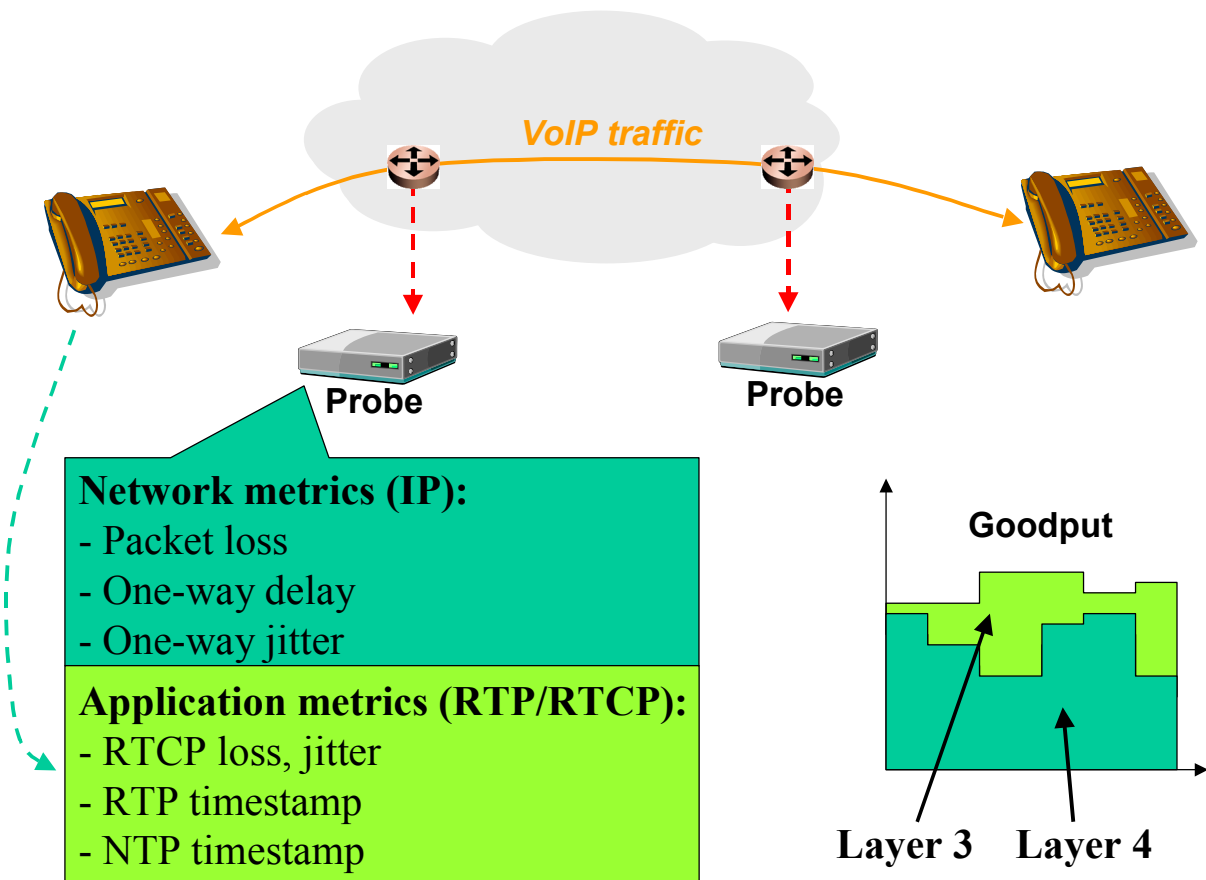 VoIP traffic
Probe
Probe
Network metrics (IP):
- Packet loss
- One-way delay
- One-way jitter
Application metrics (RTP/RTCP):
- RTCP loss, jitter
- RTP timestamp
- NTP timestamp
Goodput
Layer 3
Layer 4